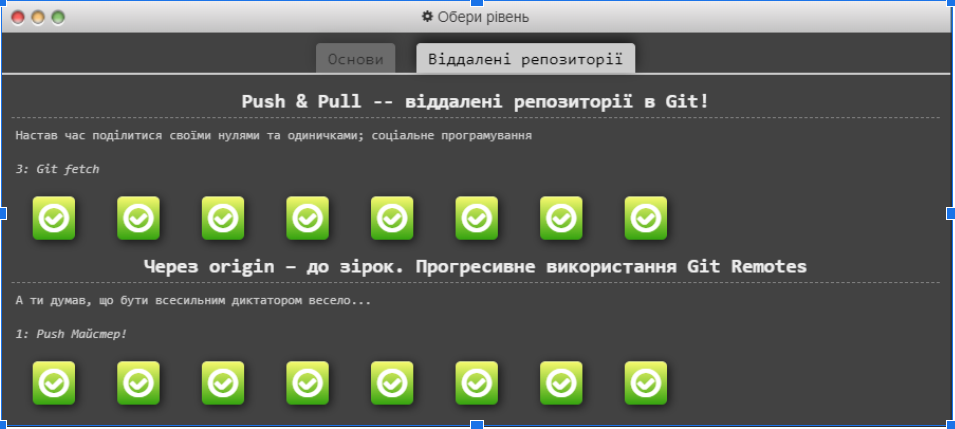 Обери рівень
Основи
Віддалені репозиторії
Push & Pull -- віддалені репозиторії в Git!
Настав час поділитися своїми нулями та одиничками; соціальне програмування
3: Git fetch
Через origin – до зірок. Прогресивне використання Git Remotes
А ти думав, що бути всесильним диктатором весело...
1: Push Майстер!